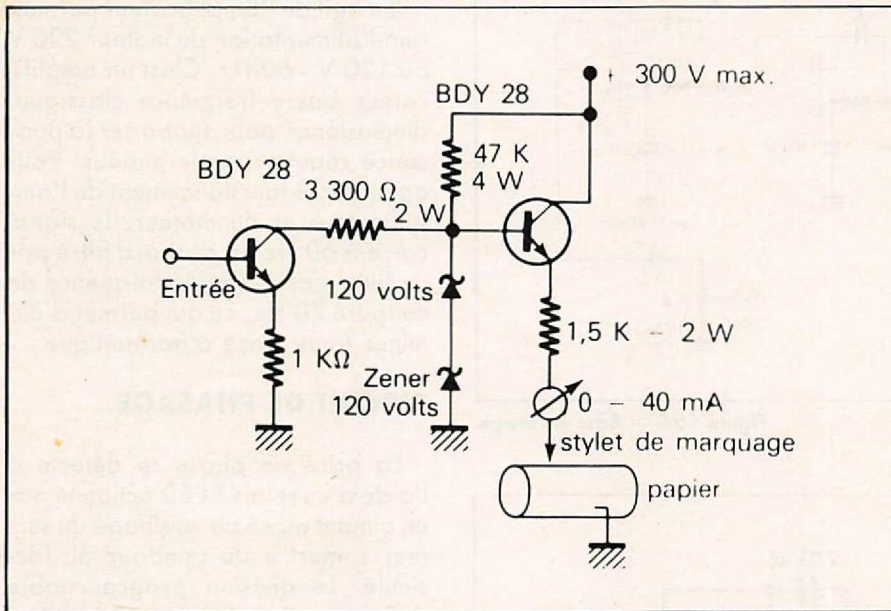 + 300 V max.
BDY 28
47 K
4 W
BDY 28
3 300 Ω
2 W
Entrée
120 volts
1 KΩ
Zener
120 volts
1,5 K – 2 W
0 – 40 mA
stylet de marquage
papier